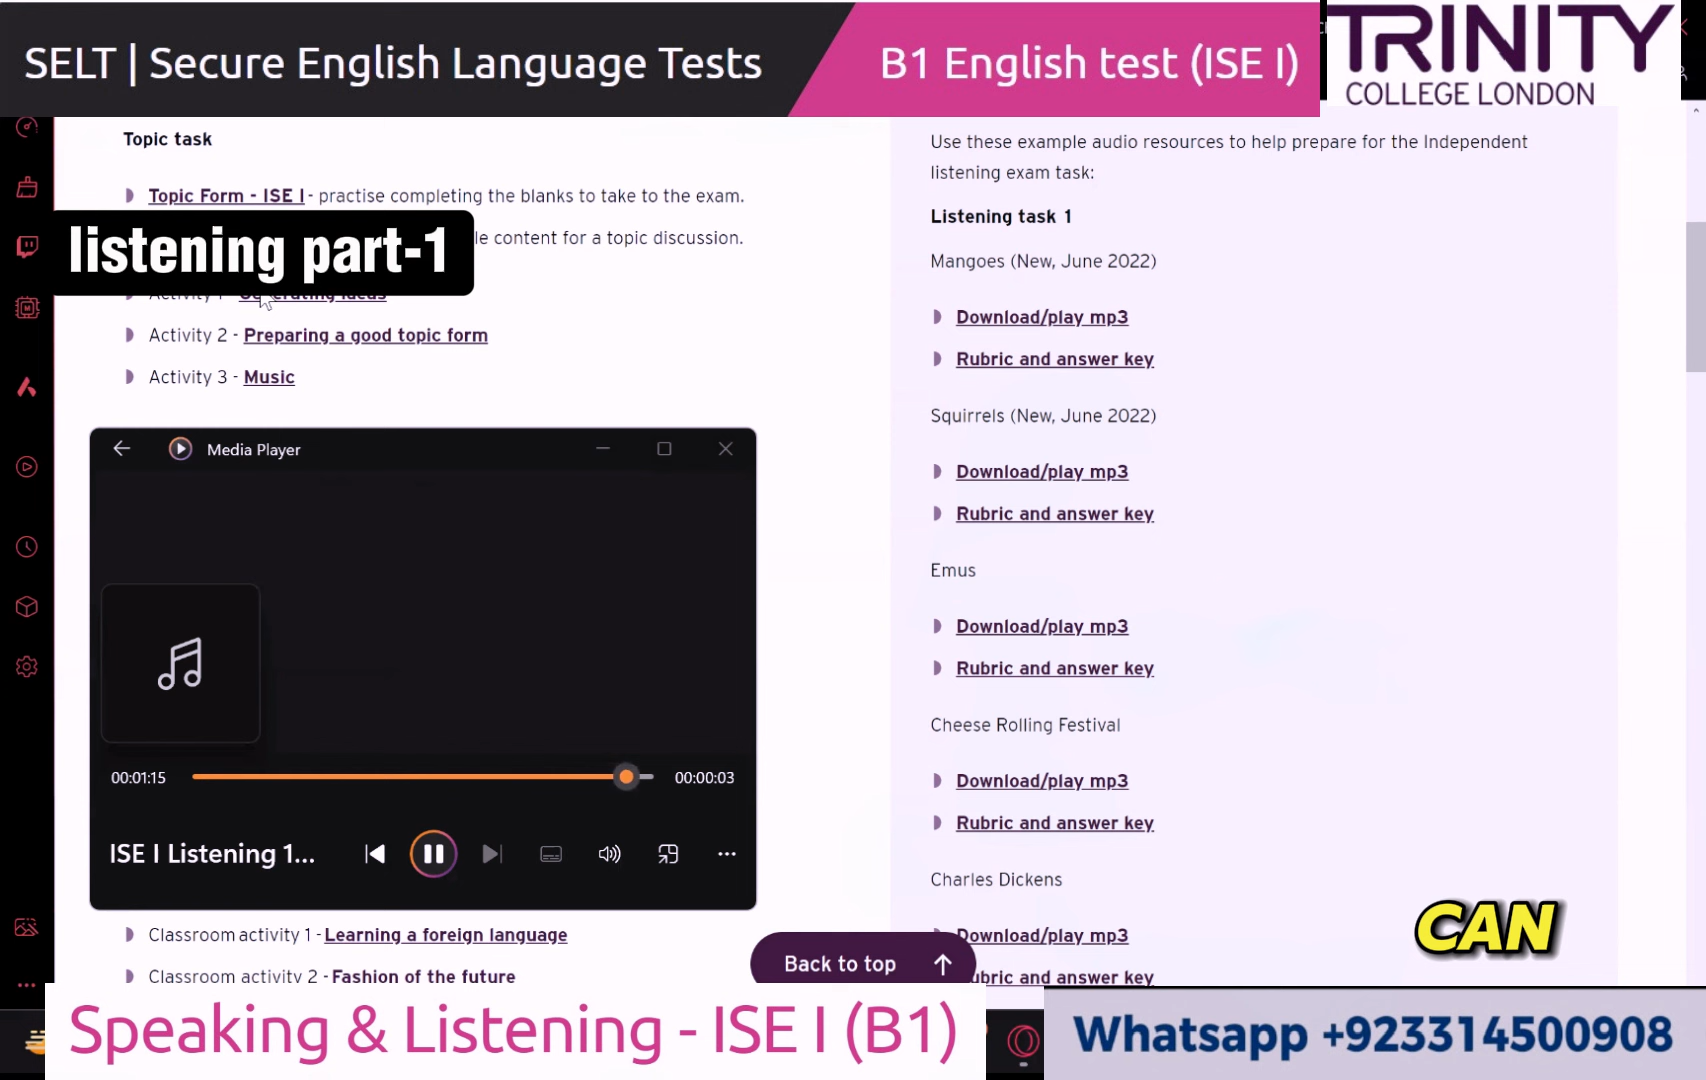 SELT | Secure English Language Tests
B1 English test (ISE I)
TRINITY
COLLEGE LONDON
Topic task
Topic Form - ISE I - practise completing the blanks to take to the exam.
listening part-1
content for a topic discussion.
Activity 2 - Preparing a good topic form
Activity 3 - Music
Media Player
00:01:15
00:00:03
ISE I Listening 1...
Classroom activity 1 - Learning a foreign language
Classroom activity 2 - Fashion of the future
Use these example audio resources to help prepare for the Independent
listening exam task:
Listening task 1
Mangoes (New, June 2022)
Download/play mp3
Rubric and answer key
Squirrels (New, June 2022)
Download/play mp3
Rubric and answer key
Emus
Download/play mp3
Rubric and answer key
Cheese Rolling Festival
Download/play mp3
Rubric and answer key
Charles Dickens
Download/play mp3
ubric and answer key
CAN
Back to top
Speaking & Listening - ISE I (B1)
Whatsapp +923314500908